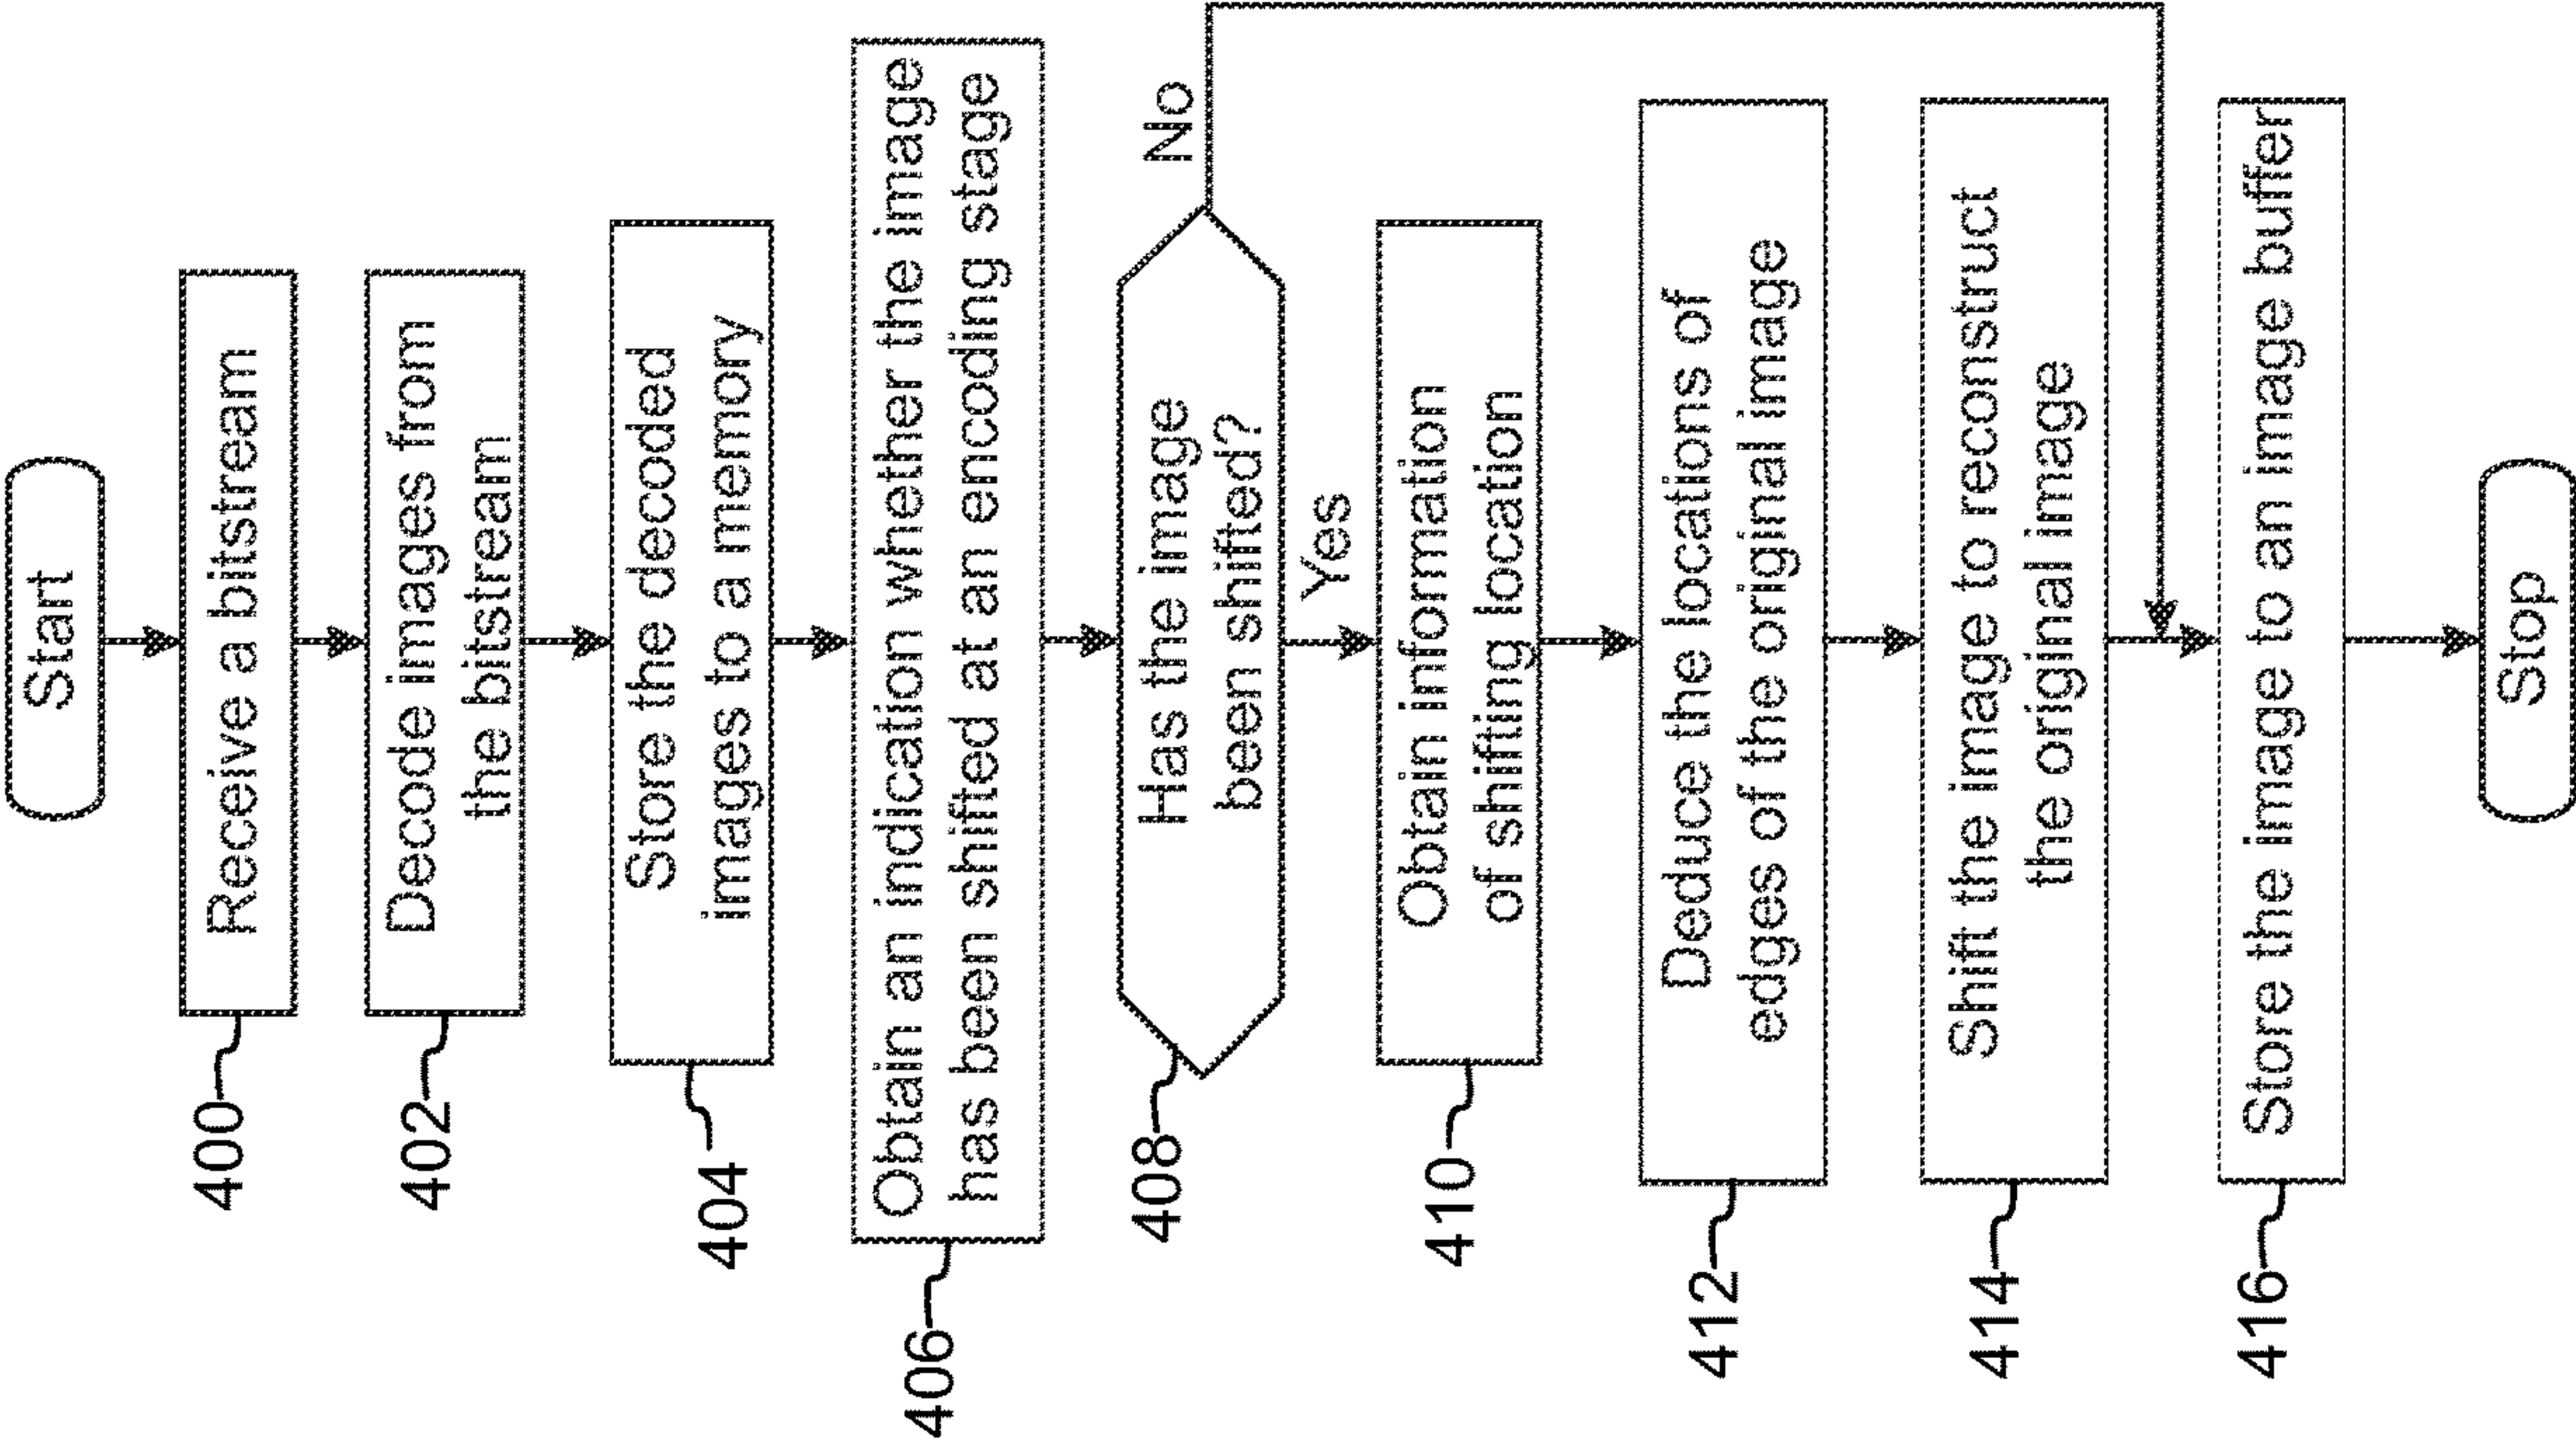 Start
400
Receive a bitstream
402
Decode images from
the bitstream
404
Store the decoded
images to a memory
406
Obtain an indication whether the image
has been shifted at an encoding stage
408
Has the image
been shifted?
No
Yes
410
Obtain information
of shifting location
412
Deduce the locations of
edges of the original image
414
Shift the image to reconstruct
the original image
416
Store the image to an image buffer
Stop